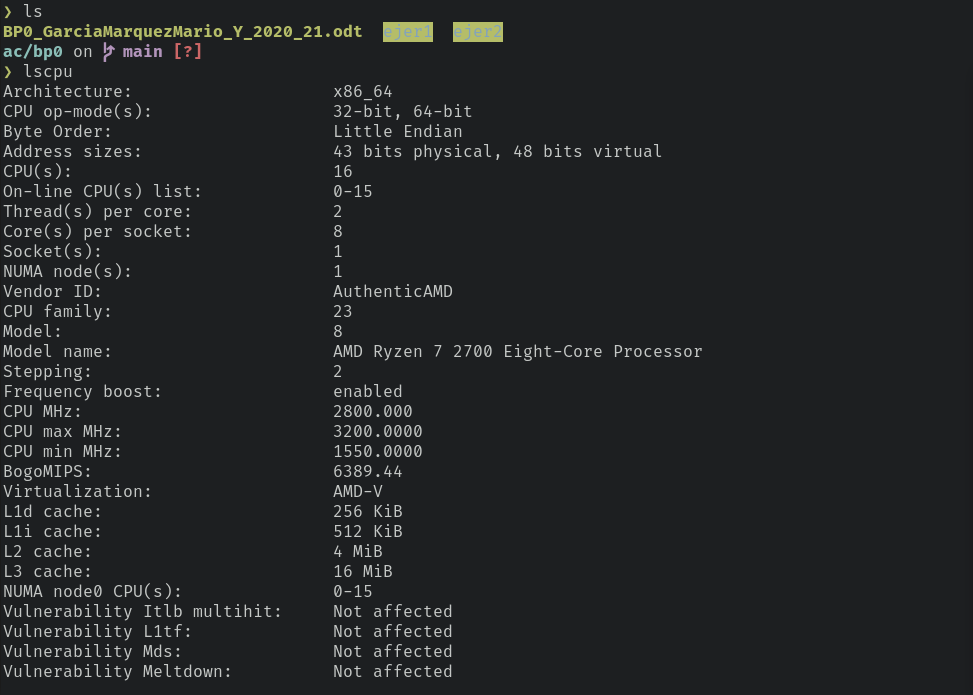 ❯ ls
BP0_GarciaMarquezMario_Y_2020_21.odt  ejer1  ejer2
ac/bp0 on main [?]
❯ lscpu
Architecture:                    x86_64
CPU op-mode(s):                  32-bit, 64-bit
Byte Order:                      Little Endian
Address sizes:                   43 bits physical, 48 bits virtual
CPU(s):                          16
On-line CPU(s) list:             0-15
Thread(s) per core:              2
Core(s) per socket:              8
Socket(s):                       1
NUMA node(s):                    1
Vendor ID:                       AuthenticAMD
CPU family:                      23
Model:                           8
Model name:                      AMD Ryzen 7 2700 Eight-Core Processor
Stepping:                        2
Frequency boost:                 enabled
CPU MHz:                         2800.000
CPU max MHz:                     3200.0000
CPU min MHz:                     1550.0000
BogoMIPS:                        6389.44
Virtualization:                  AMD-V
L1d cache:                       256 KiB
L1i cache:                       512 KiB
L2 cache:                        4 MiB
L3 cache:                        16 MiB
NUMA node0 CPU(s):               0-15
Vulnerability Itlb multihit:     Not affected
Vulnerability L1tf:              Not affected
Vulnerability Mds:               Not affected
Vulnerability Meltdown:          Not affected